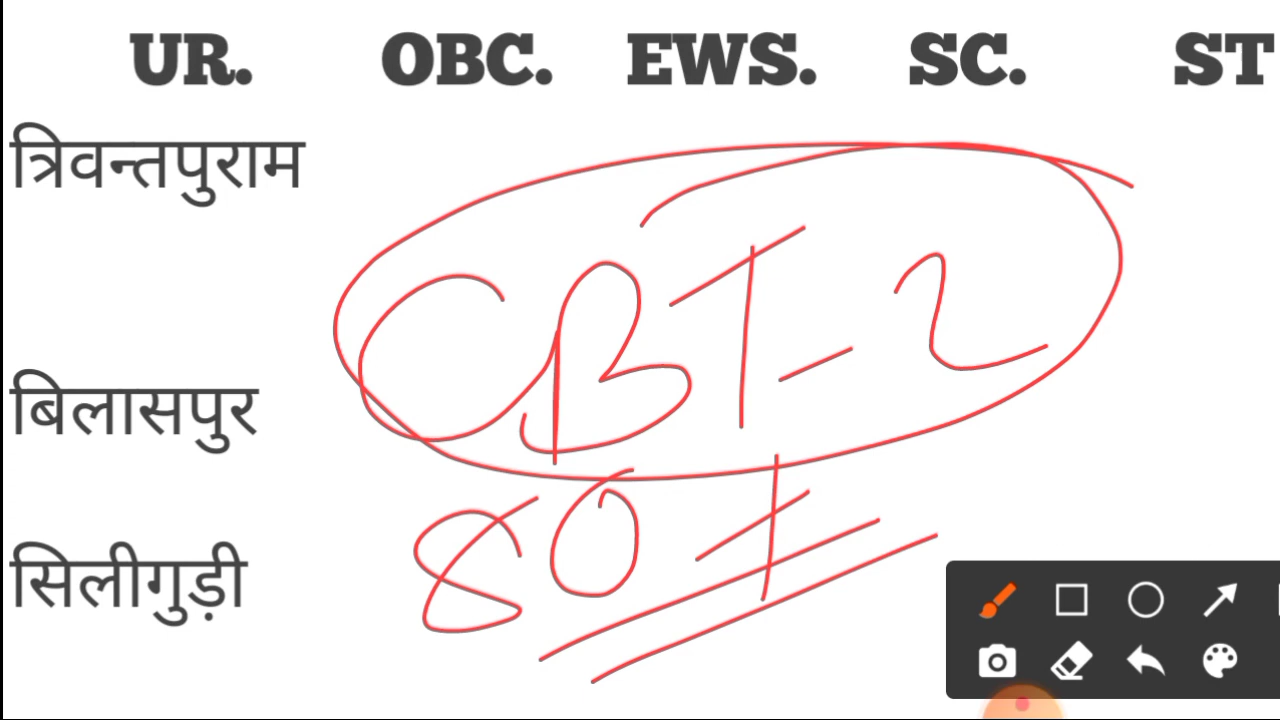 UR. OBC. EWS. SC. ST
त्रिवन्तपुराम
CBT-2
बिलासपुर
80+
सिलीगुड़ी